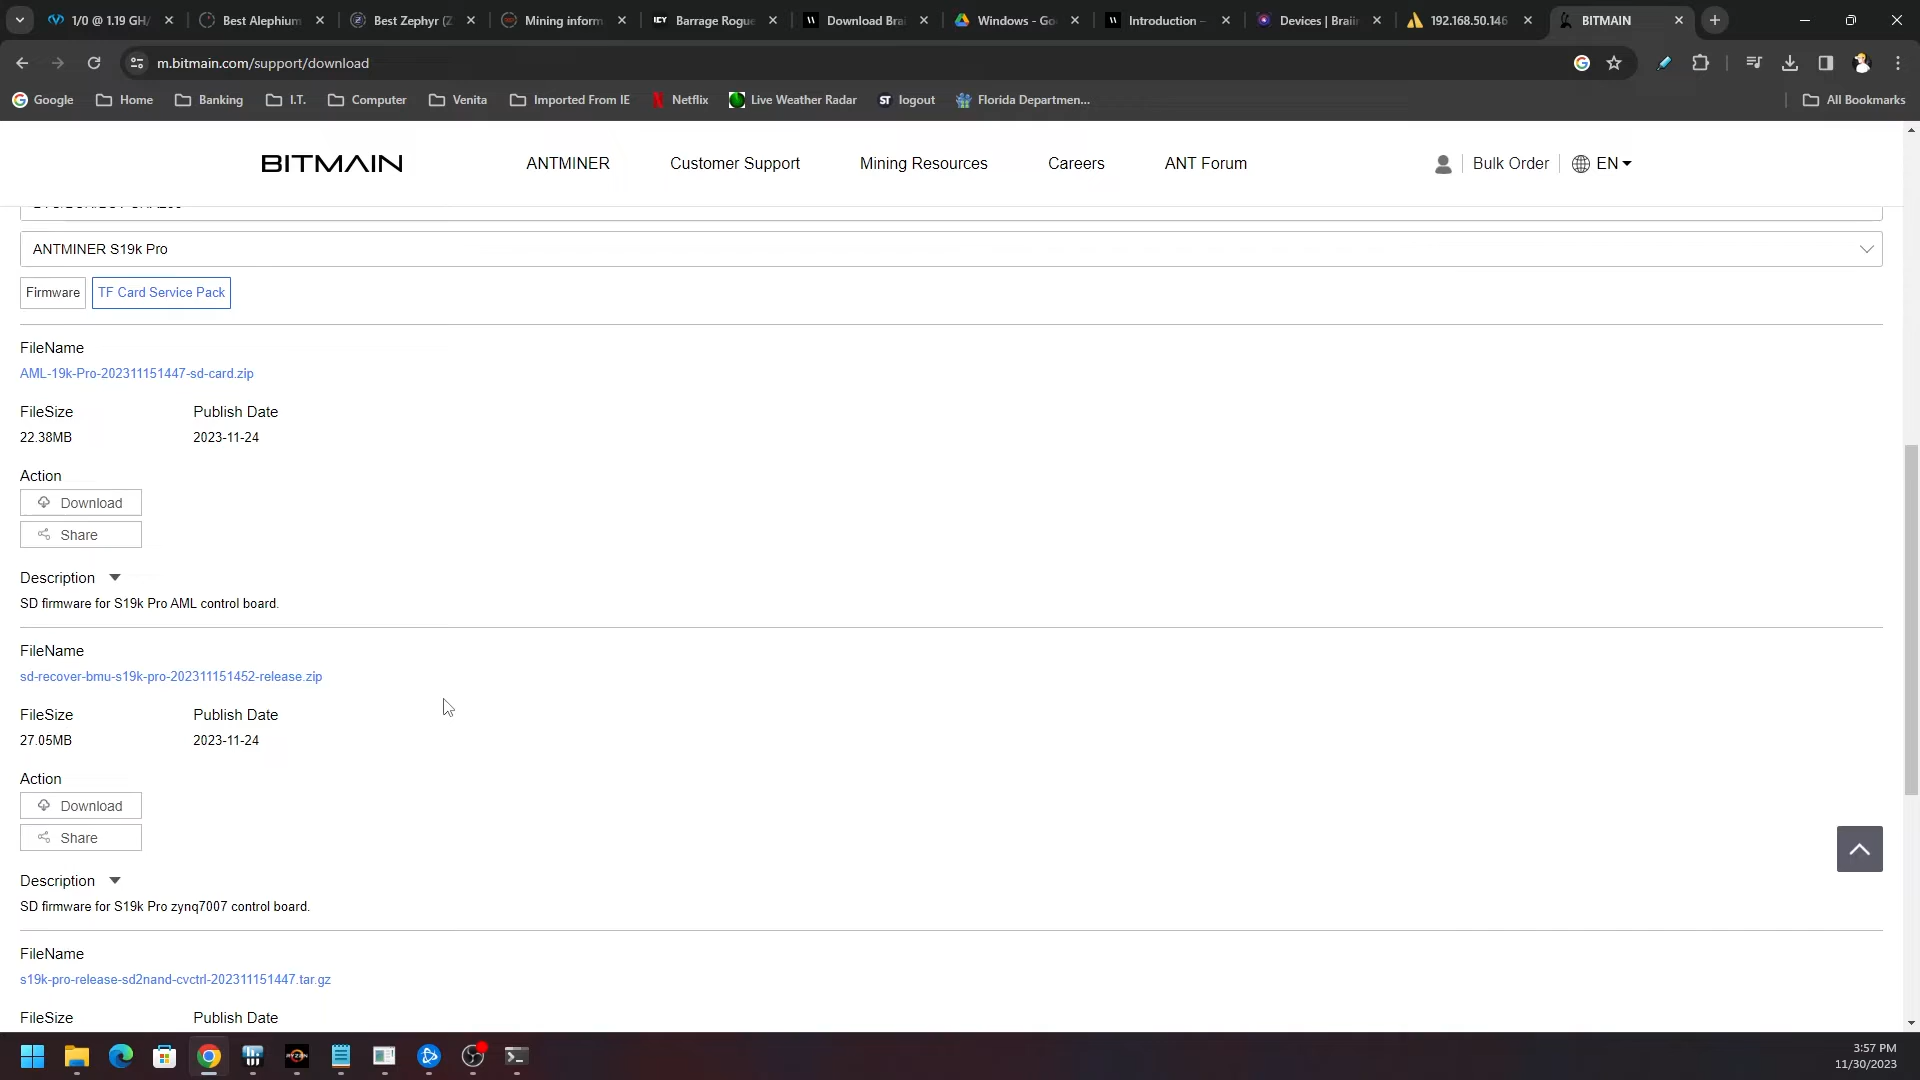 1/0 @ 1.19 GH/
Best Alephium
Best Zephyr (Z
Mining inform
ICY
Barrage Rogue
Download Brai
Windows - Go
Introduction –
Devices | Braiin
192.168.50.146
BITMAIN
m.bitmain.com/support/download
Google
Home
Banking
I.T.
Computer
Venita
Imported From IE
Netflix
Live Weather Radar
ST logout
Florida Departmen...
All Bookmarks
BITMAIN
ANTMINER
Customer Support
Mining Resources
Careers
ANT Forum
Bulk Order
EN
ANTMINER S19k Pro
Firmware
TF Card Service Pack
FileName
AML-19k-Pro-202311151447-sd-card.zip
FileSize
Publish Date
22.38MB
2023-11-24
Action
Download
Share
Description
SD firmware for S19k Pro AML control board.
FileName
sd-recover-bmu-s19k-pro-202311151452-release.zip
FileSize
Publish Date
27.05MB
2023-11-24
Action
Download
Share
Description
SD firmware for S19k Pro zynq7007 control board.
FileName
s19k-pro-release-sd2nand-cvctrl-202311151447.tar.gz
FileSize
Publish Date
RYZEN
3:57 PM
11/30/2023